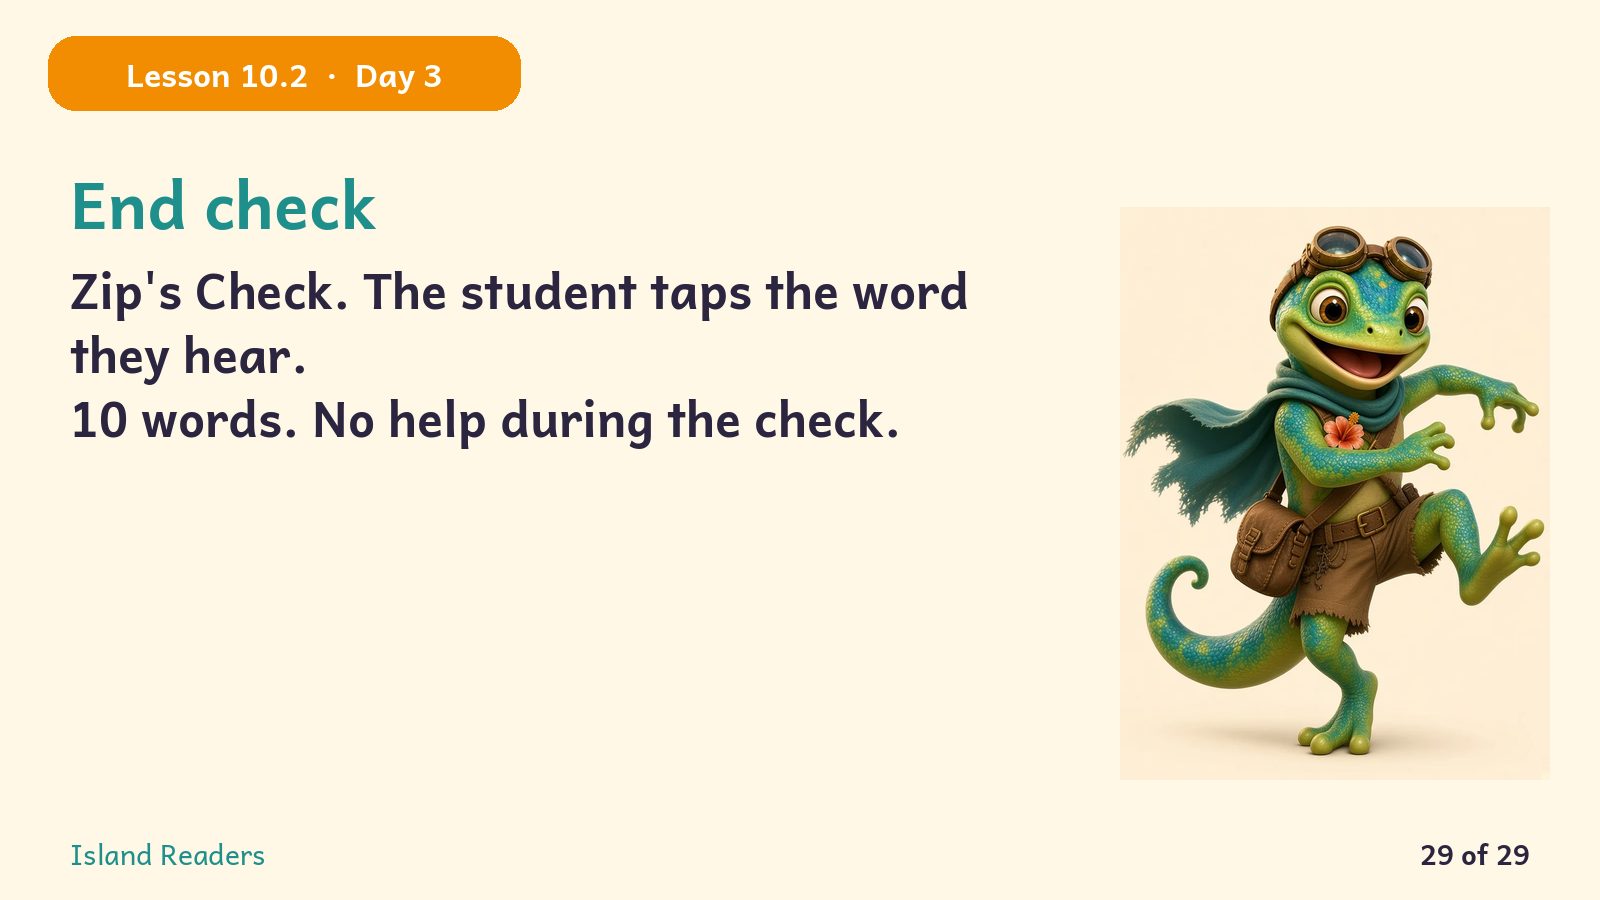 Lesson 10.2 · Day 3
End check
Zip's Check. The student taps the word
they hear.
10 words. No help during the check.
Island Readers
29 of 29